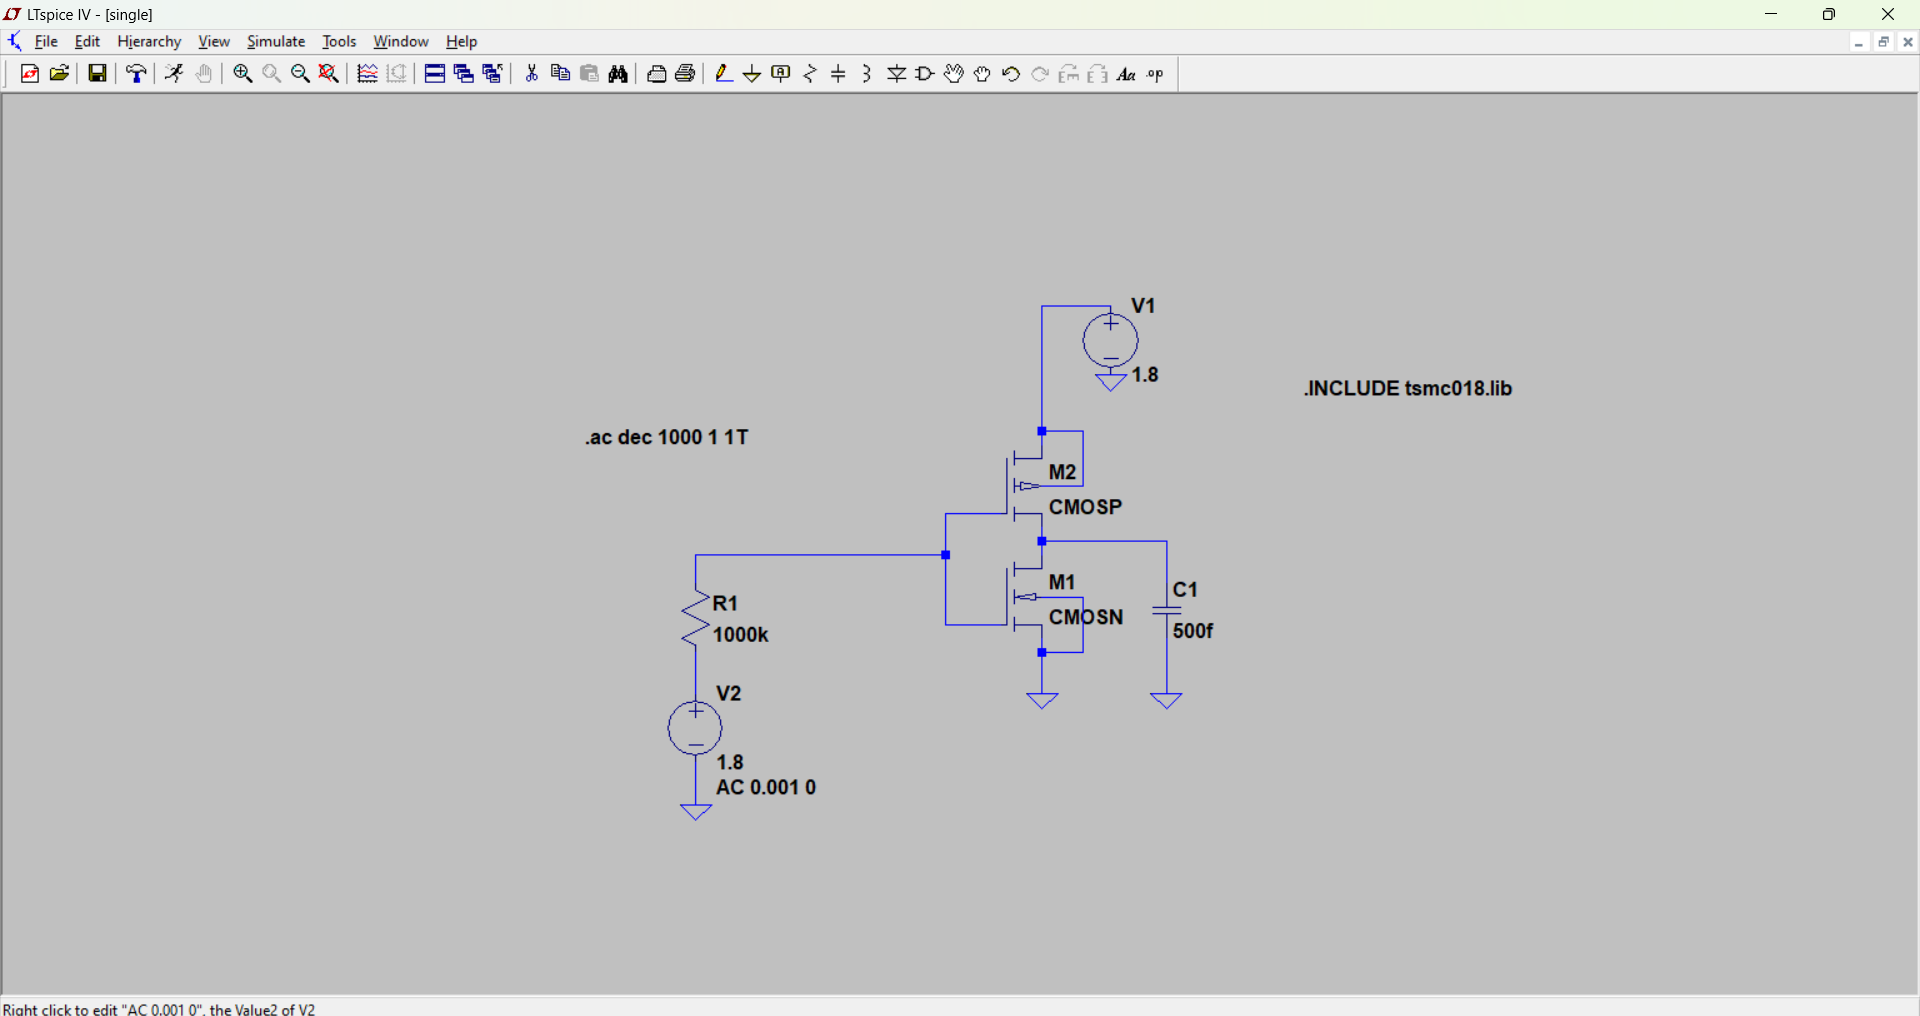 LTspice IV - [single]
File Edit Hierarchy View Simulate Tools Window Help
A Aa .op
V1
1.8
.INCLUDE tsmc018.lib
.ac dec 1000 1 1T
M2
CMOSP
M1
CMOSN
C1
500f
R1
1000k
V2
1.8
AC 0.001 0
Right click to edit "AC 0.001 0", the Value2 of V2